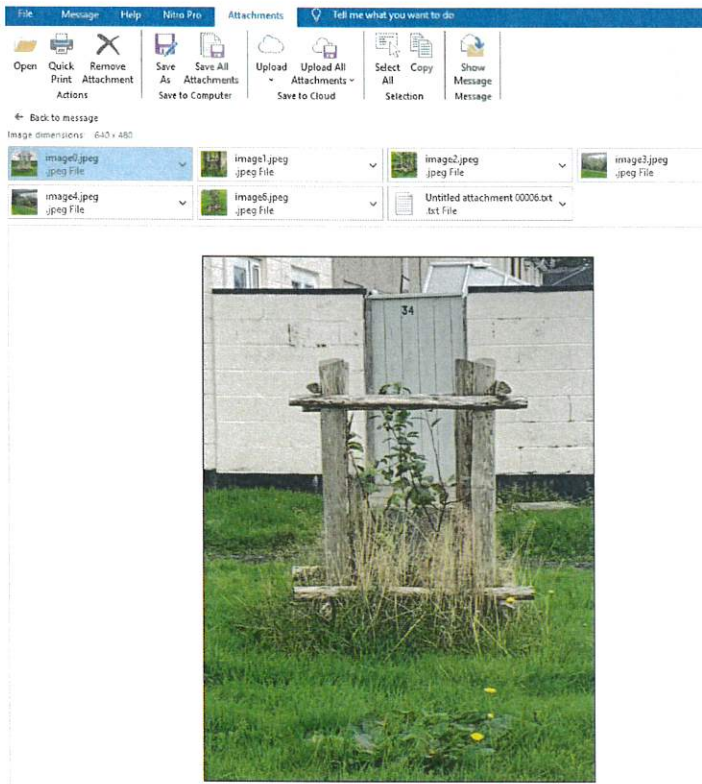 File Message Help Nitro Pro Attachments Tell me what you want to do
Open Quick Print Remove Attachment Save As Save All Attachments Upload Upload All Attachments Select All Copy Show Message
Actions Save to Computer Save to Cloud Selection Message
← Back to message
Image dimensions: 640 x 480
image0.jpeg image1.jpeg image2.jpeg image3.jpeg
.jpeg File .jpeg File .jpeg File .jpeg File
image4.jpeg image6.jpeg Untitled attachment 00006.txt
.jpeg File .jpeg File .txt File
34